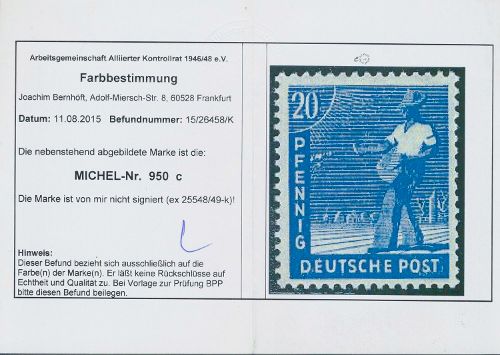 Arbeitsgemeinschaft Alliierter Kontrollrat 1946/48 e.V.
Farbbestimmung
Joachim Bernhöft, Adolf-Miersch-Str. 8, 60528 Frankfurt
Datum: 11.08.2015 Befundnummer: 15/26458/K
Die nebenstehend abgebildete Marke ist die:
MICHEL-Nr. 950 c
Die Marke ist von mir nicht signiert (ex 25548/49-k)!
Hinweis:
Dieser Befund bezieht sich ausschließlich auf die
Farbe(n) der Marke(n). Er läßt keine Rückschlüsse auf
Echtheit und Qualität zu. Bei Vorlage zur Prüfung BPP
bitte diesen Befund beilegen.
20
PFENNIG
DEUTSCHE POST